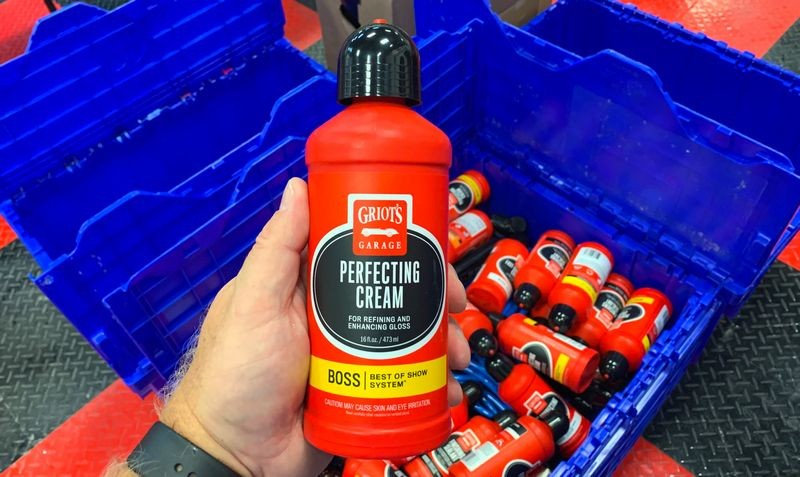 GRIOT'S
GARAGE
PERFECTING
CREAM
FOR REFINING AND
ENHANCING GLOSS
16 fl.oz. / 473 ml
BOSS
BEST OF SHOW
SYSTEM™
CAUTION! MAY CAUSE SKIN AND EYE IRRITATION.